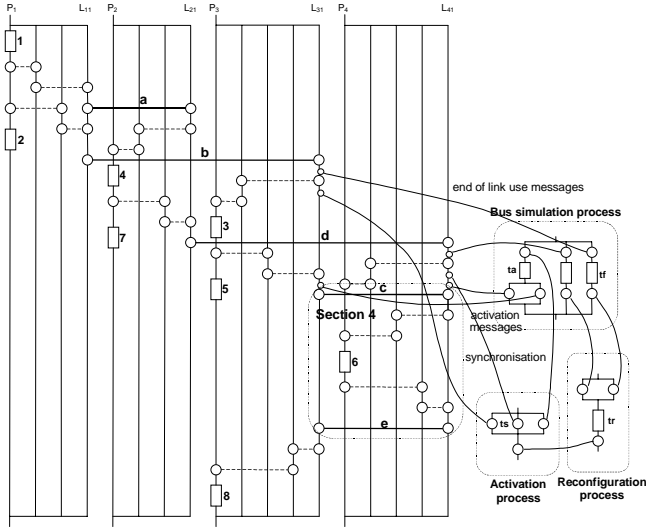 P1 L11 P2 L21 P3 L31 P4 L41
1
a
2
b
4
end of link use messages
Bus simulation process
3
7
d
ta
tf
5
c
Section 4
activation
messages
6
synchronisation
ts
tr
e
8
Activation
process
Reconfiguration
process